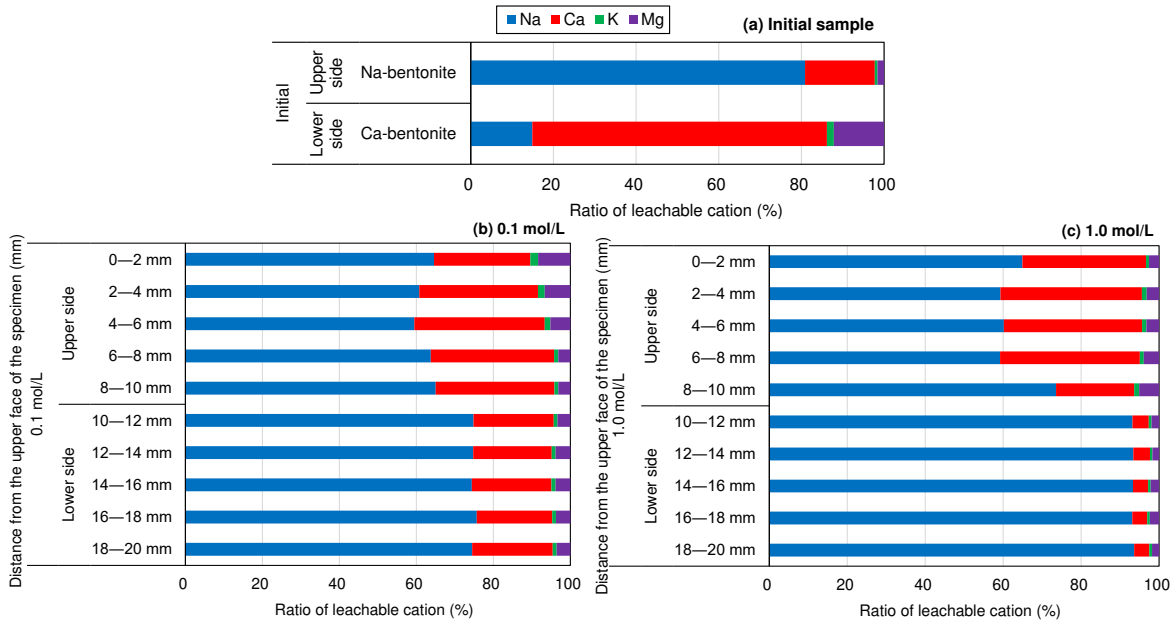 Na Ca K Mg
(a) Initial sample
Initial
Upper side
Na-bentonite
Lower side
Ca-bentonite
0 20 40 60 80 100
Ratio of leachable cation (%)
(b) 0.1 mol/L
Distance from the upper face of the specimen (mm)
0.1 mol/L
Upper side
0—2 mm
2—4 mm
4—6 mm
6—8 mm
8—10 mm
Lower side
10—12 mm
12—14 mm
14—16 mm
16—18 mm
18—20 mm
0 20 40 60 80 100
Ratio of leachable cation (%)
(c) 1.0 mol/L
Distance from the upper face of the specimen (mm)
1.0 mol/L
Upper side
0—2 mm
2—4 mm
4—6 mm
6—8 mm
8—10 mm
Lower side
10—12 mm
12—14 mm
14—16 mm
16—18 mm
18—20 mm
0 20 40 60 80 100
Ratio of leachable cation (%)